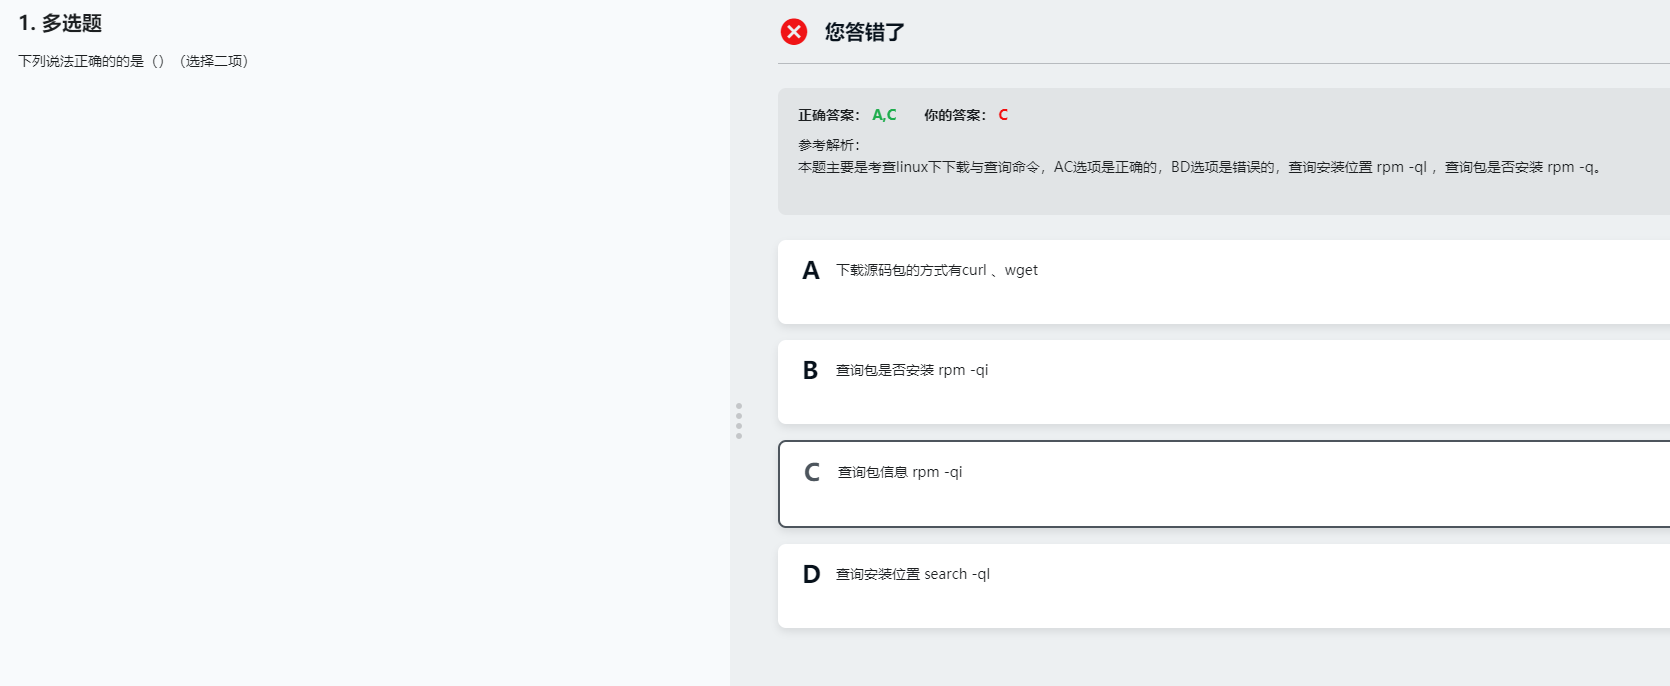 1. 多选题
下列说法正确的的是（）（选择二项）
您答错了
正确答案： A,C 你的答案： C
参考解析：
本题主要是考查linux下下载与查询命令，AC选项是正确的，BD选项是错误的，查询安装位置 rpm -ql ，查询包是否安装 rpm -q。
A 下载源码包的方式有curl 、wget
B 查询包是否安装 rpm -qi
C 查询包信息 rpm -qi
D 查询安装位置 search -ql